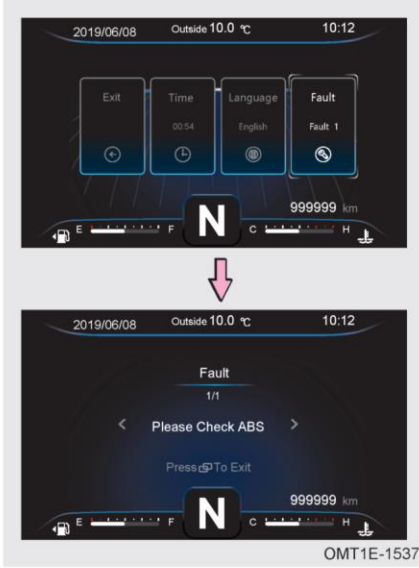 2019/06/08 Outside 10.0 ℃ 10:12
Exit Time Language Fault
00:54 English Fault 1
999999 km
E F N C H
2019/06/08 Outside 10.0 ℃ 10:12
Fault
1/1
< Please Check ABS >
Press To Exit
999999 km
E F N C H
OMT1E-1537